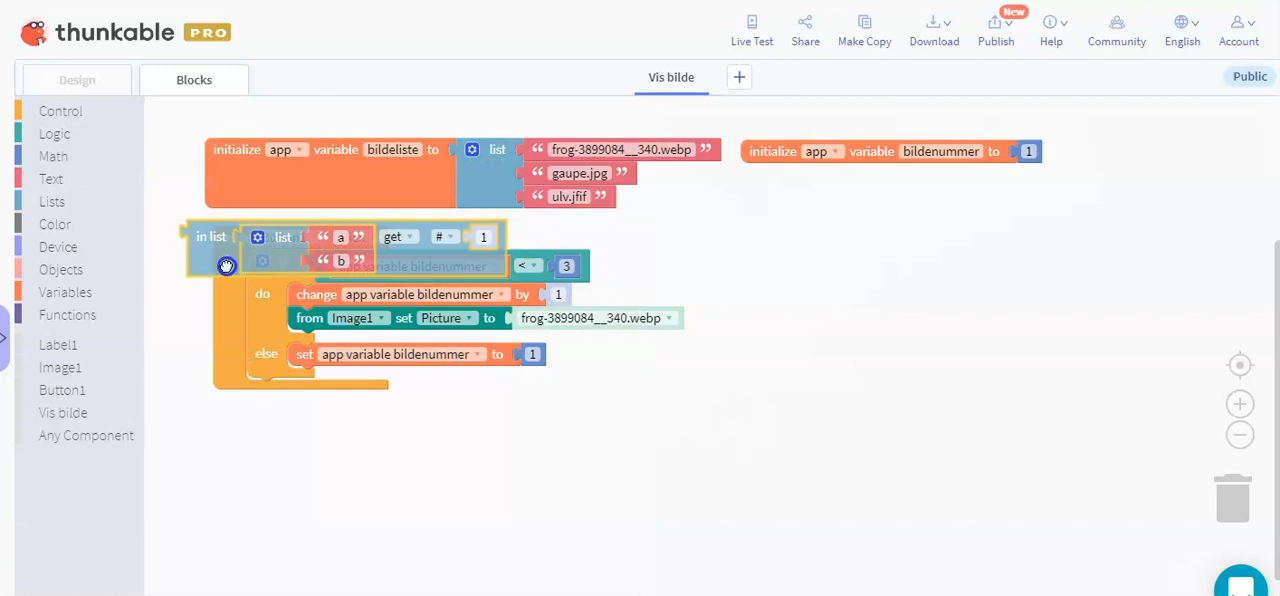 thunkable PRO
Live Test
Share
Make Copy
Download
New
Publish
Help
Community
English
Account
Design
Blocks
Vis bilde
+
Public
Control
Logic
Math
Text
Lists
Color
Device
Objects
Variables
Functions
Label1
Image1
Button1
Vis bilde
Any Component
initialize app variable bildeliste to list “ frog-3899084__340.webp ”
“ gaupe.jpg ”
“ ulv.jfif ”
initialize app variable bildenummer to 1
in list list “ a ” get # 1
“ b ”
app variable bildenummer < 3
do change app variable bildenummer by 1
from Image1 set Picture to frog-3899084__340.webp
else set app variable bildenummer to 1